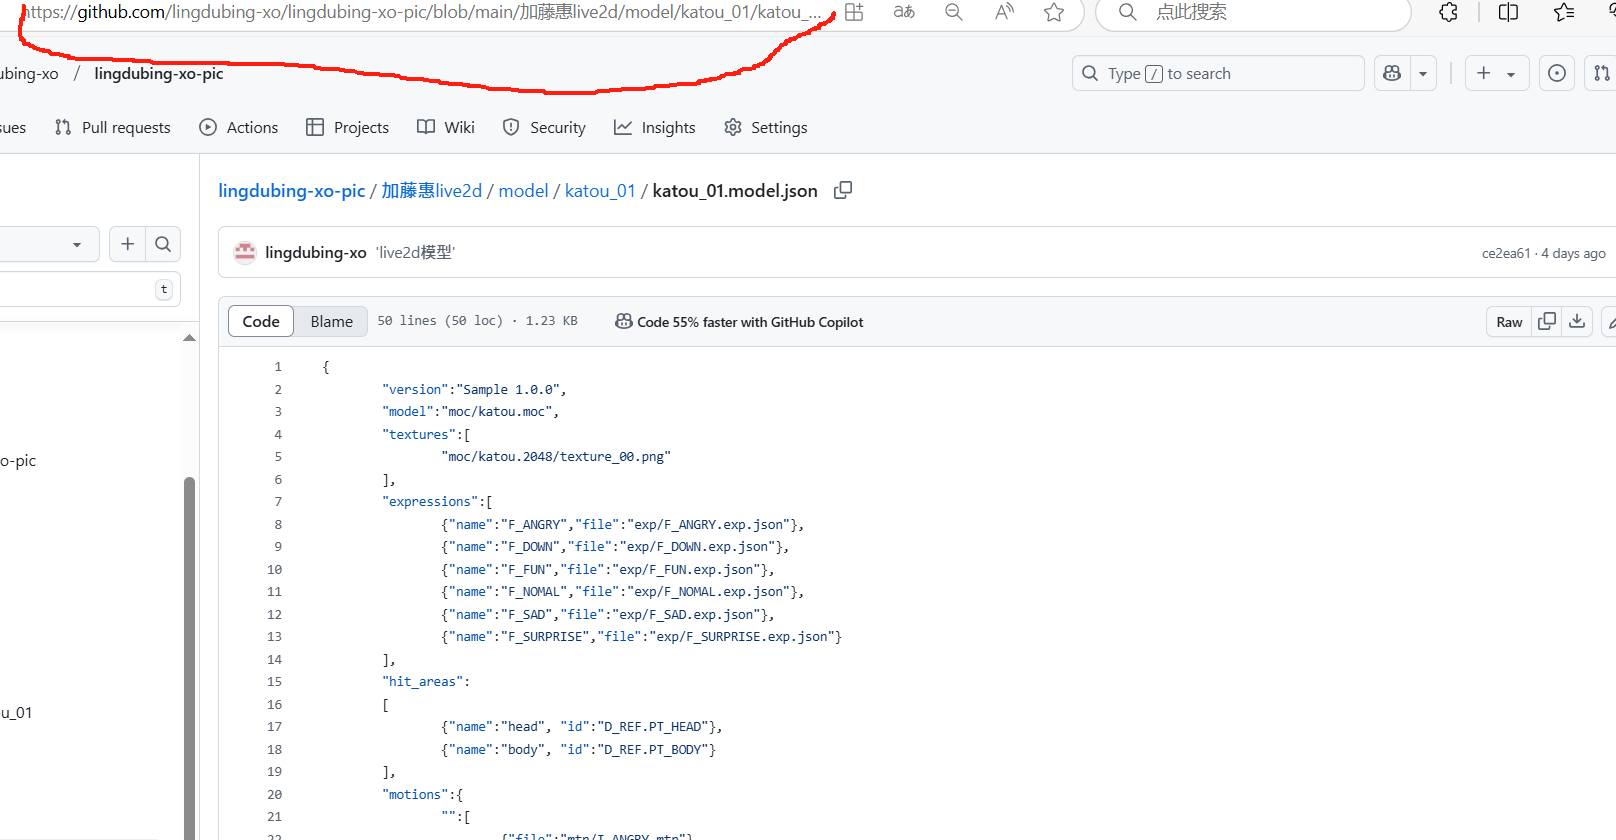 https://github.com/lingdubing-xo/lingdubing-xo-pic/blob/main/加藤惠live2d/model/katou_01/katou_...
aあ
A
点此搜索
ubing-xo / lingdubing-xo-pic
Type / to search
sues
Pull requests
Actions
Projects
Wiki
Security
Insights
Settings
lingdubing-xo-pic / 加藤惠live2d / model / katou_01 / katou_01.model.json
lingdubing-xo 'live2d模型'
ce2ea61 · 4 days ago
t
Code
Blame
50 lines (50 loc) · 1.23 KB
Code 55% faster with GitHub Copilot
Raw
o-pic
u_01
1 {
2 "version":"Sample 1.0.0",
3 "model":"moc/katou.moc",
4 "textures":[
5 "moc/katou.2048/texture_00.png"
6 ],
7 "expressions":[
8 {"name":"F_ANGRY","file":"exp/F_ANGRY.exp.json"},
9 {"name":"F_DOWN","file":"exp/F_DOWN.exp.json"},
10 {"name":"F_FUN","file":"exp/F_FUN.exp.json"},
11 {"name":"F_NOMAL","file":"exp/F_NOMAL.exp.json"},
12 {"name":"F_SAD","file":"exp/F_SAD.exp.json"},
13 {"name":"F_SURPRISE","file":"exp/F_SURPRISE.exp.json"}
14 ],
15 "hit_areas":
16 [
17 {"name":"head", "id":"D_REF.PT_HEAD"},
18 {"name":"body", "id":"D_REF.PT_BODY"}
19 ],
20 "motions":{
21 "":[
22 {"file":"mtn/I_ANGRY.mtn"}